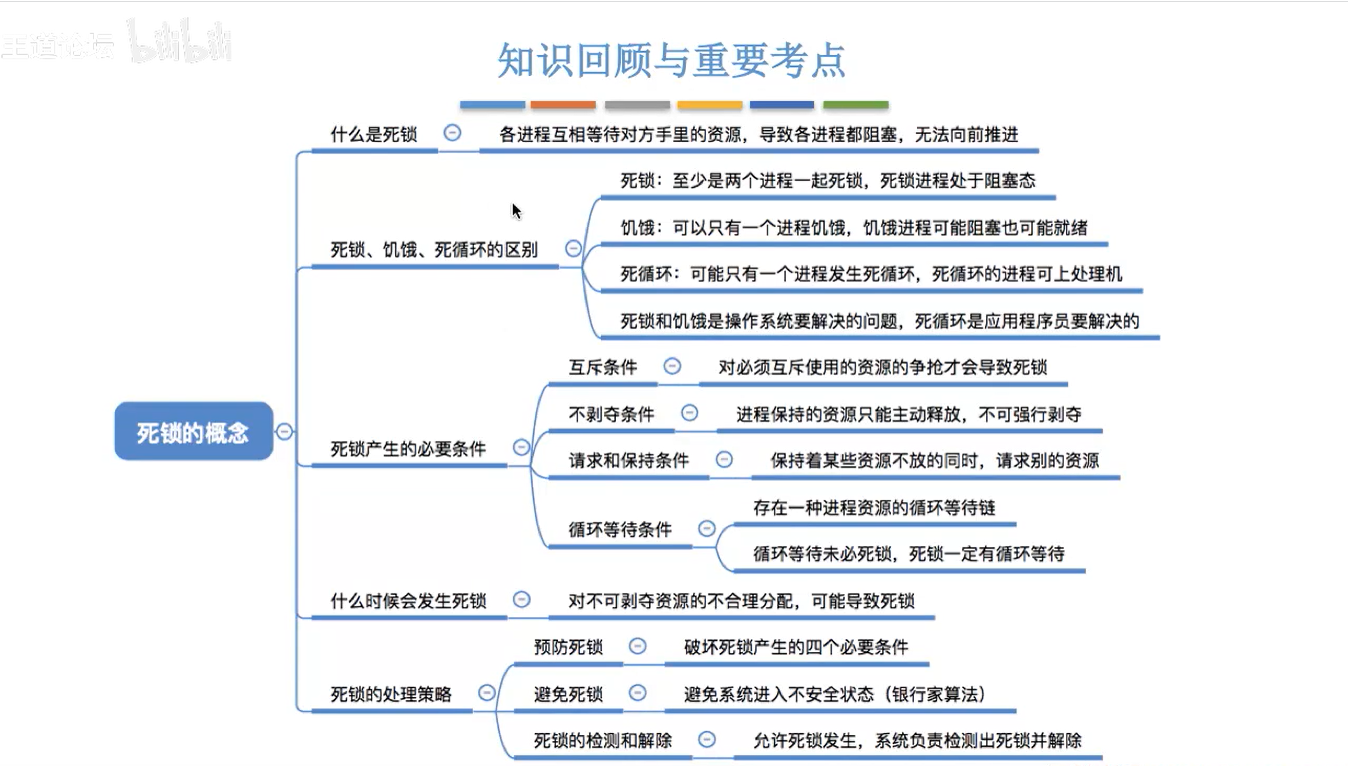 王道论坛 bilibili
知识回顾与重要考点
什么是死锁
各进程互相等待对方手里的资源，导致各进程都阻塞，无法向前推进
死锁、饥饿、死循环的区别
死锁：至少是两个进程一起死锁，死锁进程处于阻塞态
饥饿：可以只有一个进程饥饿，饥饿进程可能阻塞也可能就绪
死循环：可能只有一个进程发生死循环，死循环的进程可上处理机
死锁和饥饿是操作系统要解决的问题，死循环是应用程序员要解决的
死锁的概念
死锁产生的必要条件
互斥条件
对必须互斥使用的资源的争抢才会导致死锁
不剥夺条件
进程保持的资源只能主动释放，不可强行剥夺
请求和保持条件
保持着某些资源不放的同时，请求别的资源
循环等待条件
存在一种进程资源的循环等待链
循环等待未必死锁，死锁一定有循环等待
什么时候会发生死锁
对不可剥夺资源的不合理分配，可能导致死锁
死锁的处理策略
预防死锁
破坏死锁产生的四个必要条件
避免死锁
避免系统进入不安全状态（银行家算法）
死锁的检测和解除
允许死锁发生，系统负责检测出死锁并解除